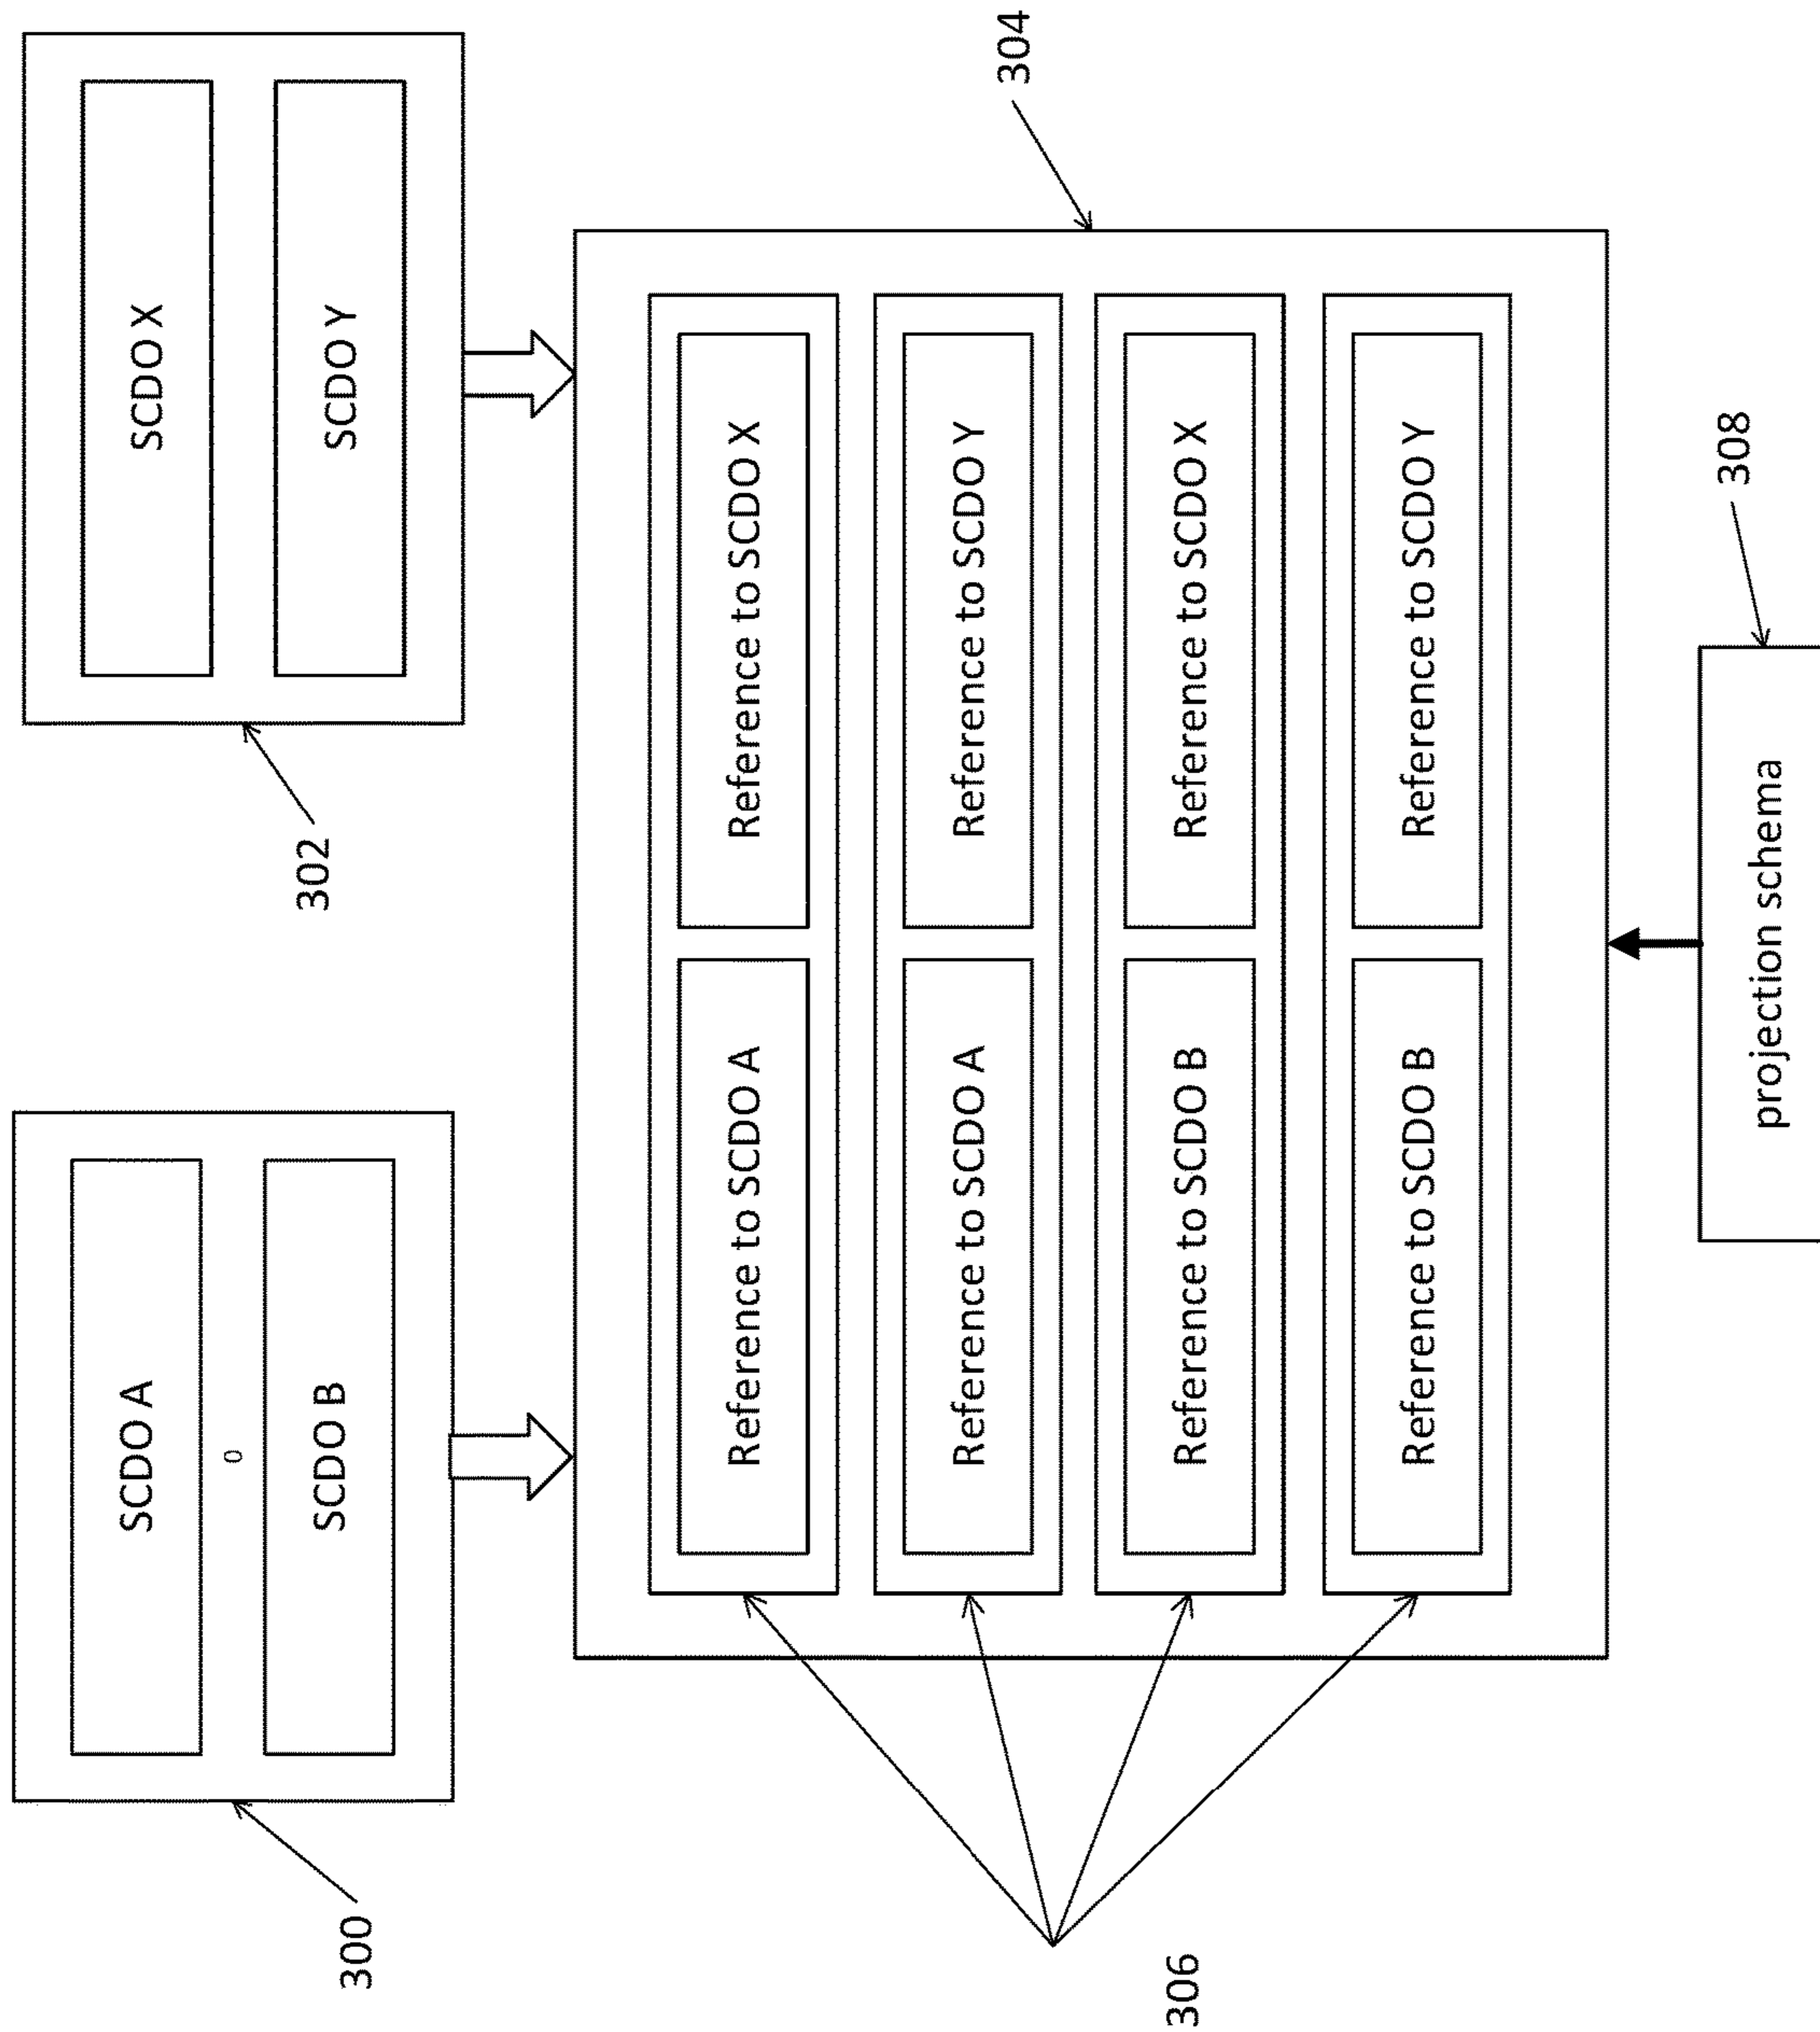 SCDO A
SCDO X
0
302
SCDO B
SCDO Y
300
Reference to SCDO A
Reference to SCDO X
Reference to SCDO A
Reference to SCDO Y
304
306
Reference to SCDO B
Reference to SCDO X
Reference to SCDO B
Reference to SCDO Y
308
projection schema